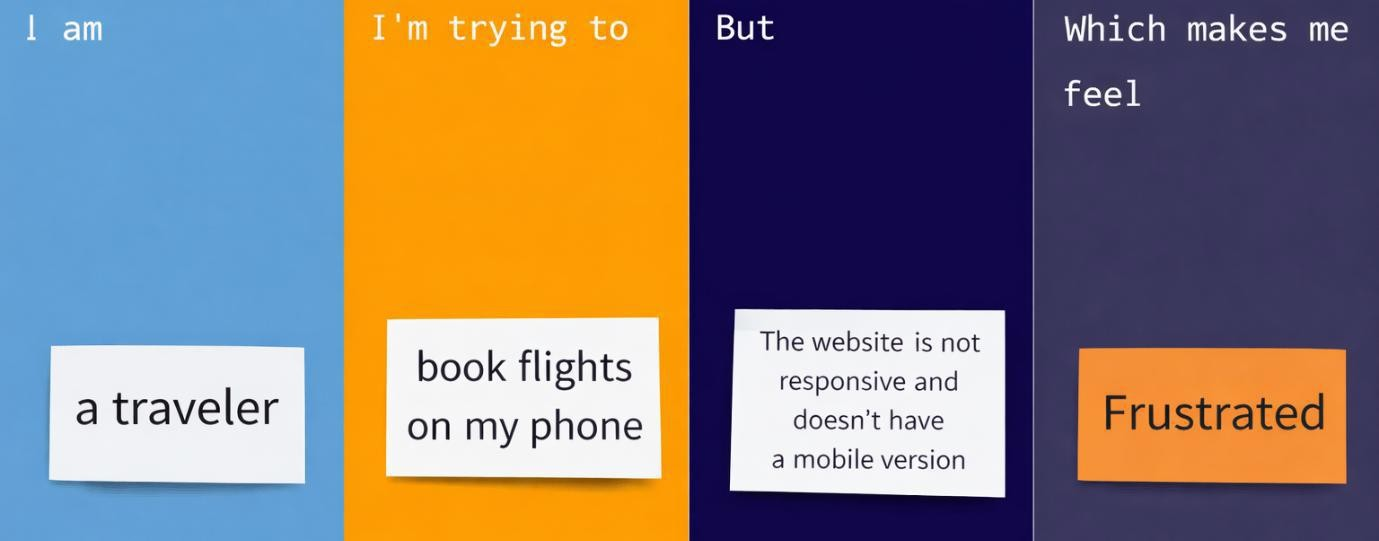 I am
a traveler
I'm trying to
book flights
on my phone
But
The website is not
responsive and
doesn’t have
a mobile version
Which makes me
feel
Frustrated